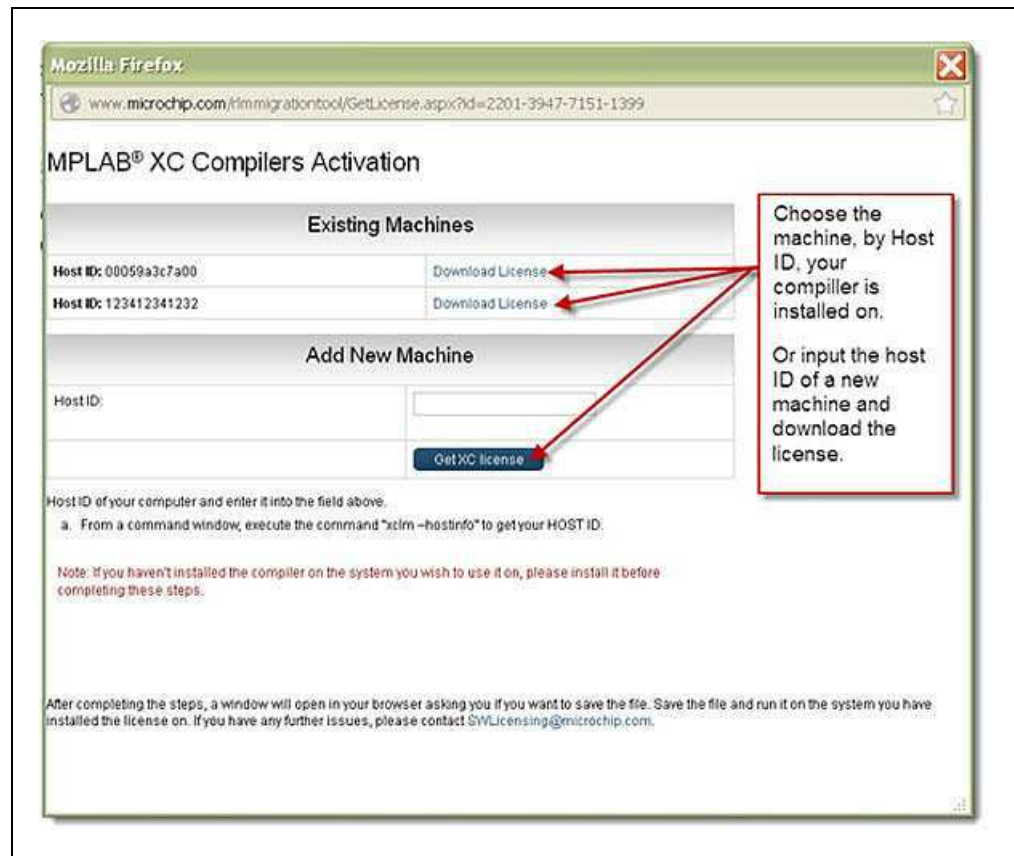 Mozilla Firefox
www.microchip.com/rlmmigrationtool/GetLicense.aspx?id=2201-3947-7151-1399
MPLAB® XC Compilers Activation
Existing Machines
Host ID: 00059a3c7a00 Download License
Host ID: 123412341232 Download License
Add New Machine
Host ID:
Get XC license
Choose the
machine, by Host
ID, your
compiller is
installed on.
Or input the host
ID of a new
machine and
download the
license.
Host ID of your computer and enter it into the field above.
a. From a command window, execute the command "xclm –hostinfo" to get your HOST ID.
Note: If you haven't installed the compiler on the system you wish to use it on, please install it before
completing these steps.
After completing the steps, a window will open in your browser asking you if you want to save the file. Save the file and run it on the system you have
installed the license on. If you have any further issues, please contact SWLicensing@microchip.com.